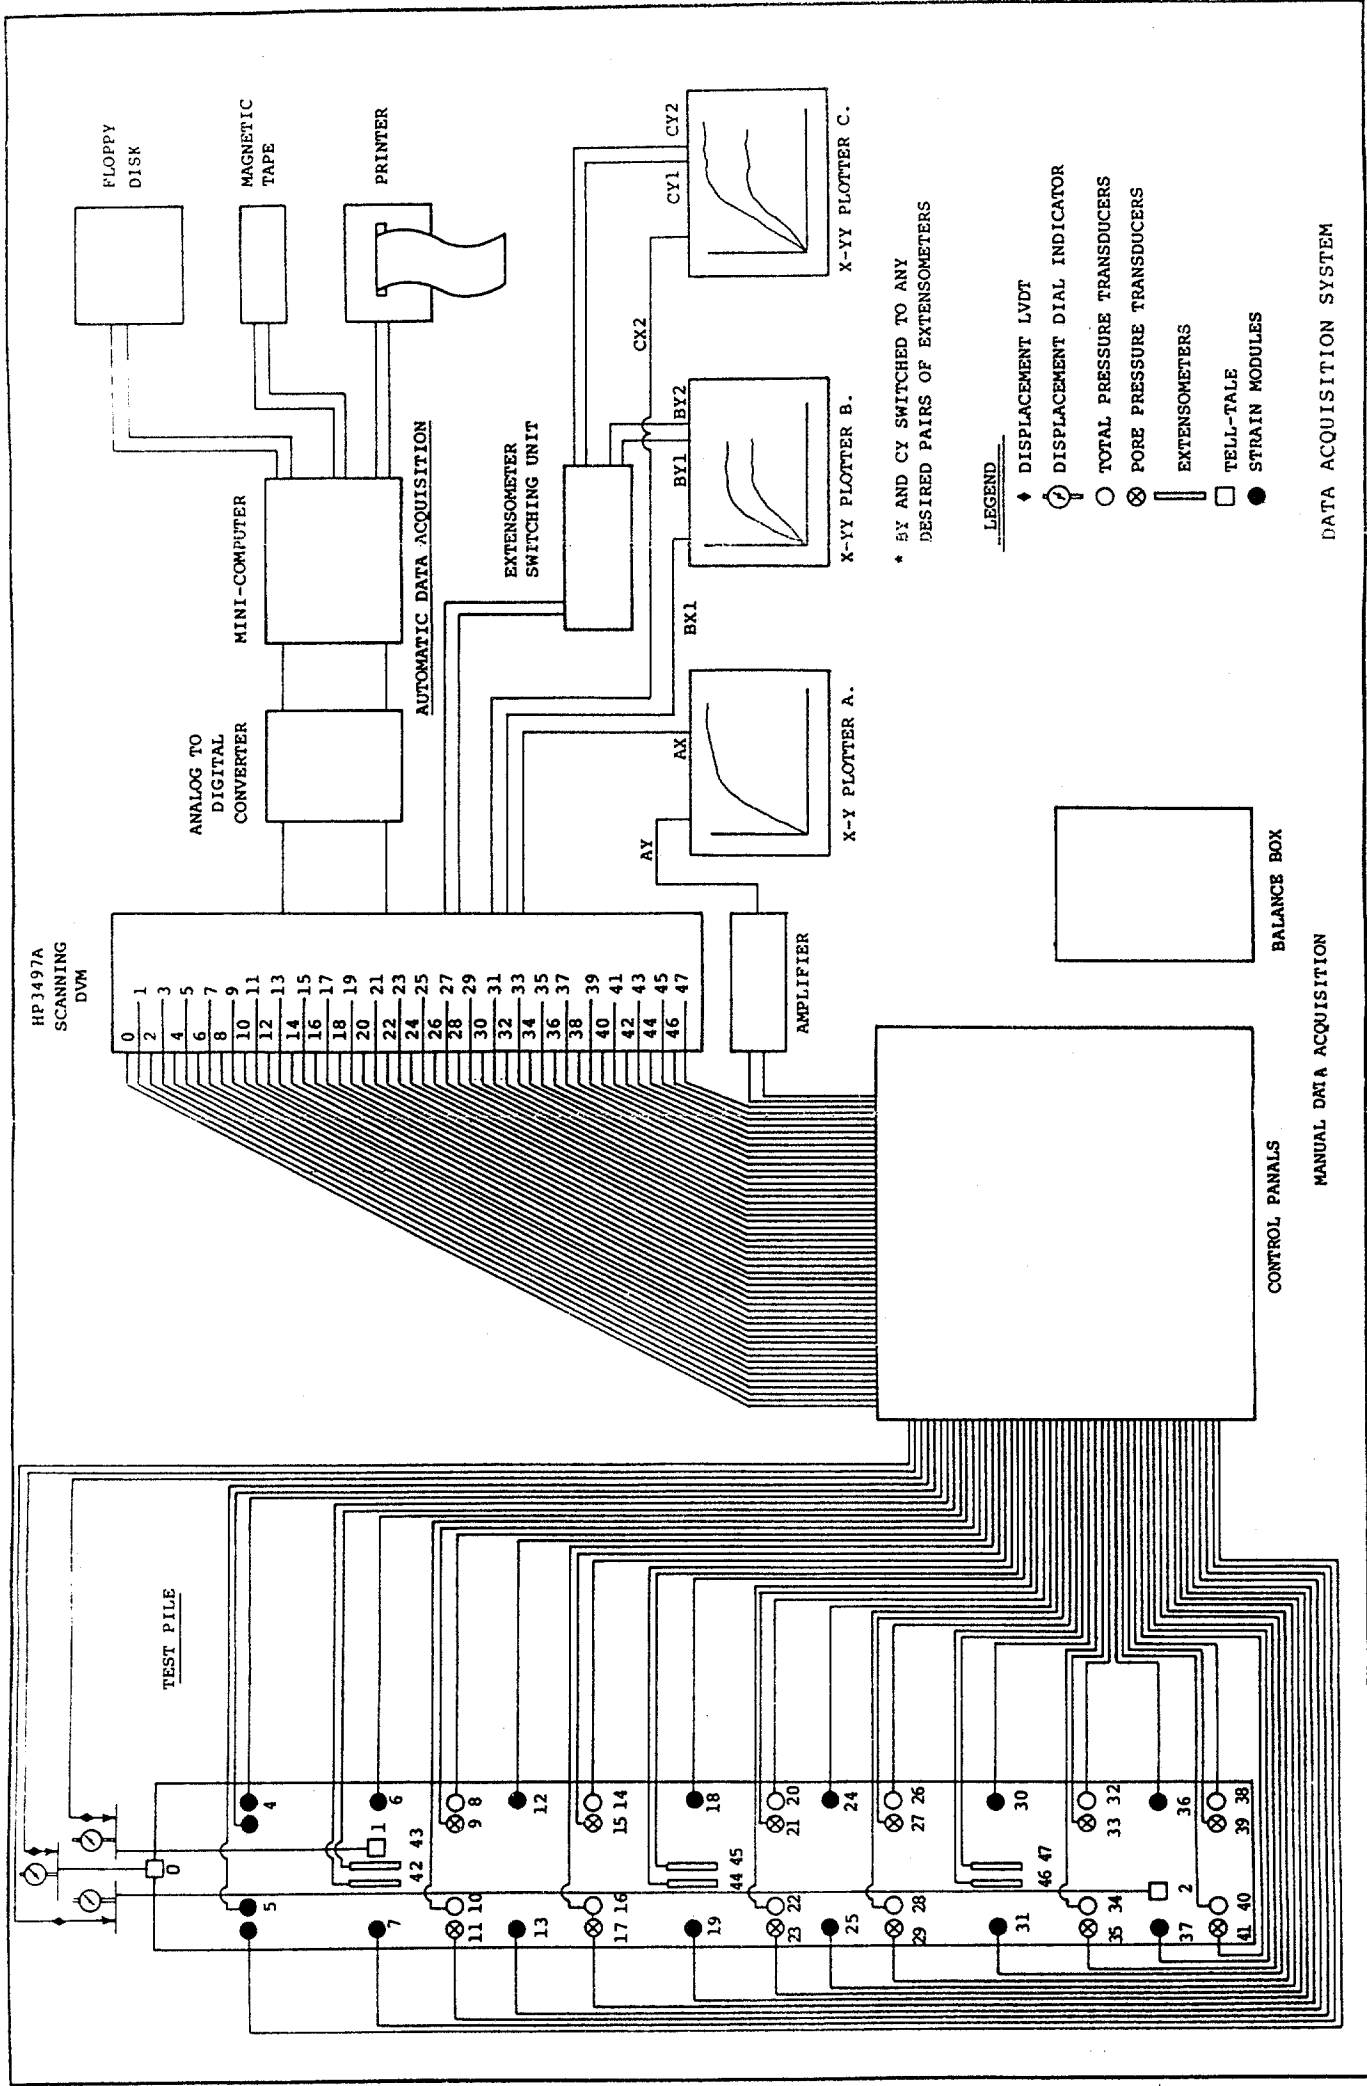 HP3497A
SCANNING
DVM
0
1
2
3
4
5
6
7
8
9
10
11
12
13
14
15
16
17
18
19
20
21
22
23
24
25
26
27
28
29
30
31
32
33
34
35
36
37
38
39
40
41
42
43
44
45
46
47
ANALOG TO
DIGITAL
CONVERTER
MINI-COMPUTER
FLOPPY
DISK
MAGNETIC
TAPE
PRINTER
AUTOMATIC DATA ACQUISITION
EXTENSOMETER
SWITCHING UNIT
AMPLIFIER
AY
AX
X-Y PLOTTER A.
BX1
BY1
BY2
X-YY PLOTTER B.
CX2
CY1
CY2
X-YY PLOTTER C.
* BY AND CY SWITCHED TO ANY
DESIRED PAIRS OF EXTENSOMETERS
LEGEND
DISPLACEMENT LVDT
DISPLACEMENT DIAL INDICATOR
TOTAL PRESSURE TRANSDUCERS
PORE PRESSURE TRANSDUCERS
EXTENSOMETERS
TELL-TALE
STRAIN MODULES
TEST PILE
0
5
4
7
42
43
1
6
11
10
9
8
13
12
17
16
15
14
19
44
45
18
23
22
21
20
25
24
29
28
27
26
31
46
47
30
35
34
33
32
37
2
36
41
40
39
38
CONTROL PANALS
BALANCE BOX
MANUAL DATA ACQUISITION
DATA ACQUISITION SYSTEM